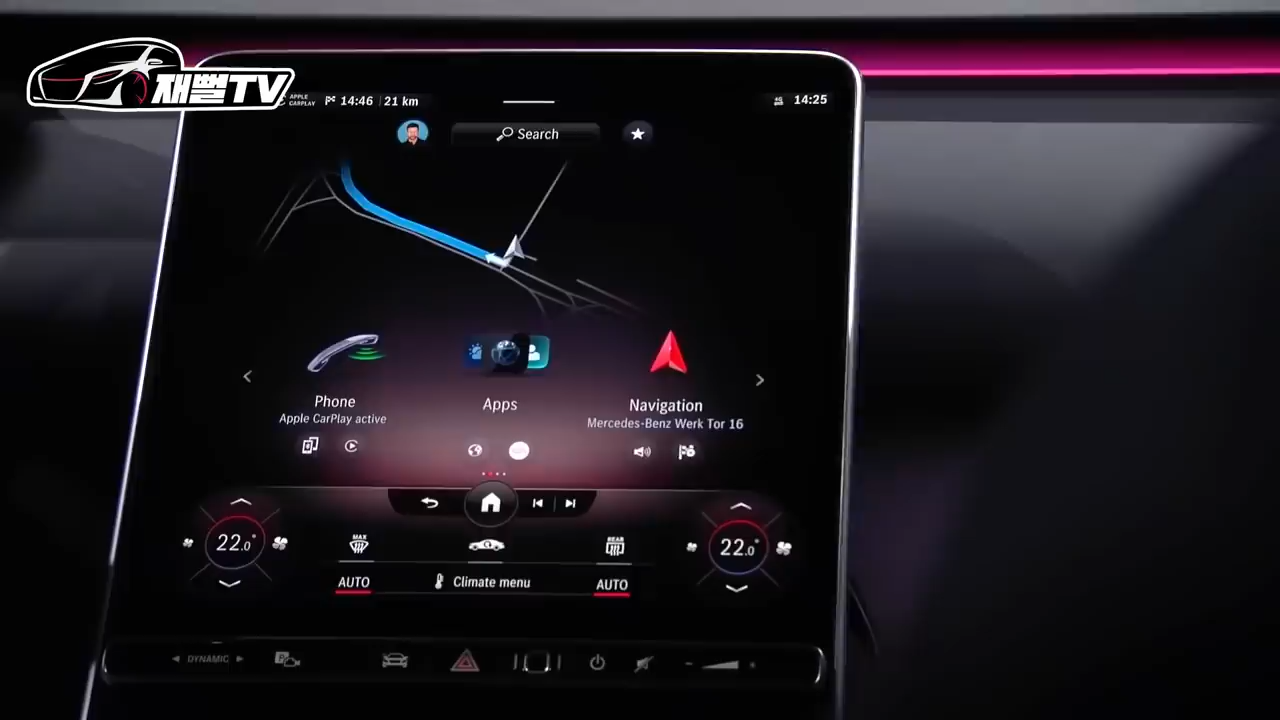 재뻘TV
APPLE CARPLAY
14:46 21 km
14:25
Search
Phone
Apple CarPlay active
Apps
Navigation
Mercedes-Benz Werk Tor 16
22.0°
MAX
REAR
22.0°
AUTO
Climate menu
AUTO
DYNAMIC